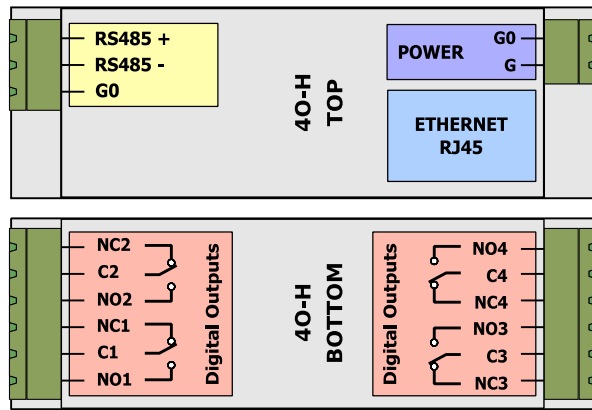 RS485 +
RS485 -
G0
4O-H
TOP
POWER
G0
G
ETHERNET
RJ45
NC2
C2
NO2
NC1
C1
NO1
Digital Outputs
4O-H
BOTTOM
Digital Outputs
NO4
C4
NC4
NO3
C3
NC3